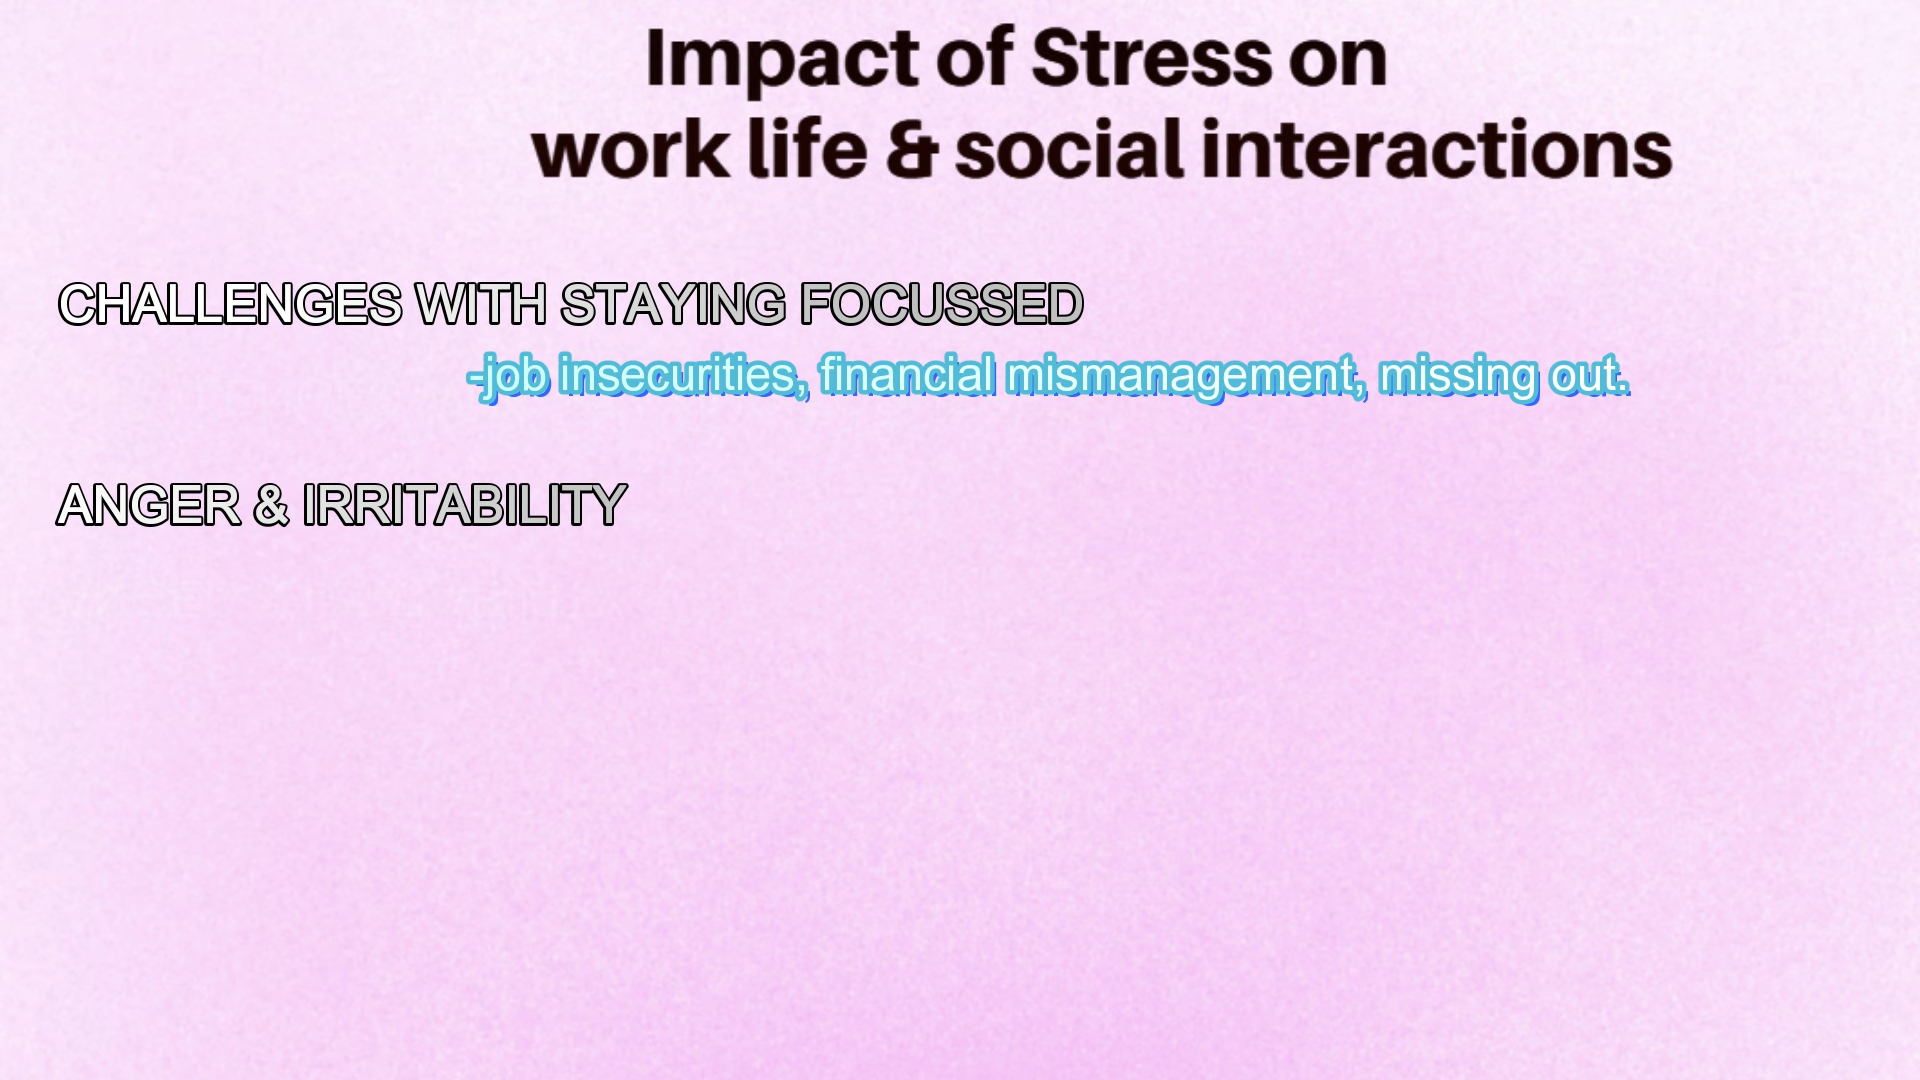 Impact of Stress on
work life & social interactions
CHALLENGES WITH STAYING FOCUSSED
-job insecurities, financial mismanagement, missing out.
ANGER & IRRITABILITY